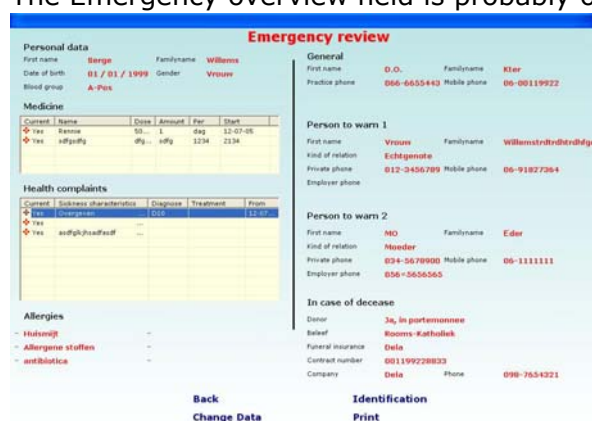 The Emergency overview field is probably o
Emergency review
Personal data
First name Serge Familyname Willems
Date of birth 01 / 01 / 1999 Gender Vrouw
Blood group A-Pos
Medicine
Current Name Dose Amount Per Start
Yes Rennie 50... 1 dag 12-07-05
Yes sdfgsdfg dfg... sdfg 1234 2134
Health complaints
Current Sickness characteristics Diagnose Treatment From
Yes Overgeven ... D10 12-07...
Yes ...
Yes asdfglkjhsadfasdf ...
Allergies
- Huismijt -
- Allergene stoffen -
- antibiotica -
General
First name D.O. Familyname Kter
Practice phone 066-6655443 Mobile phone 06-00119922
Person to warn 1
First name Vrouw Familyname
Kind of relation Echtgenote
Private phone 012-3456789 Mobile phone 06-91827364
Employer phone
Person to warn 2
First name MO Familyname Eder
Kind of relation Moeder
Private phone 034-5678900 Mobile phone 06-1111111
Employer phone 056=5656565
In case of decease
Donor Ja, in portemonnee
Beleef Rooms-Katholiek
Funeral insurance Dela
Contract number 001199228833
Company Dela Phone 098-7654321
Back Identification
Change Data Print